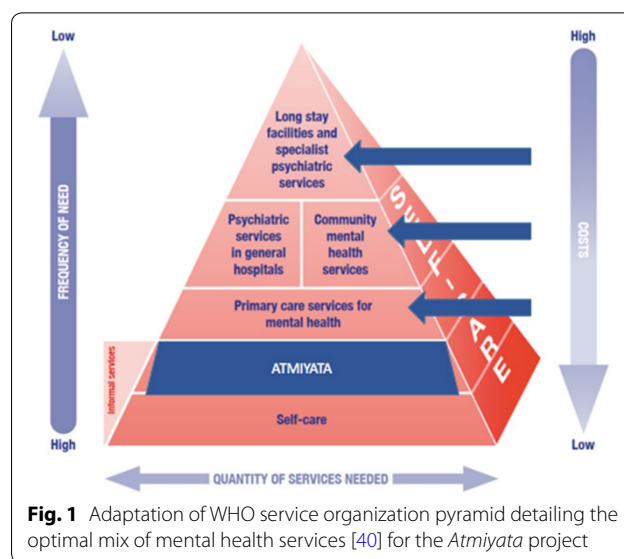 Low
High
Long stay
facilities and
specialist
psychiatric
services
FREQUENCY OF NEED
COSTS
Psychiatric
services
in general
hospitals
Community
mental
health
services
SELF-CARE
Primary care services for
mental health
Informal services
ATMIYATA
Self-care
High
Low
QUANTITY OF SERVICES NEEDED
Fig. 1 Adaptation of WHO service organization pyramid detailing the
optimal mix of mental health services [40] for the Atmiyata project